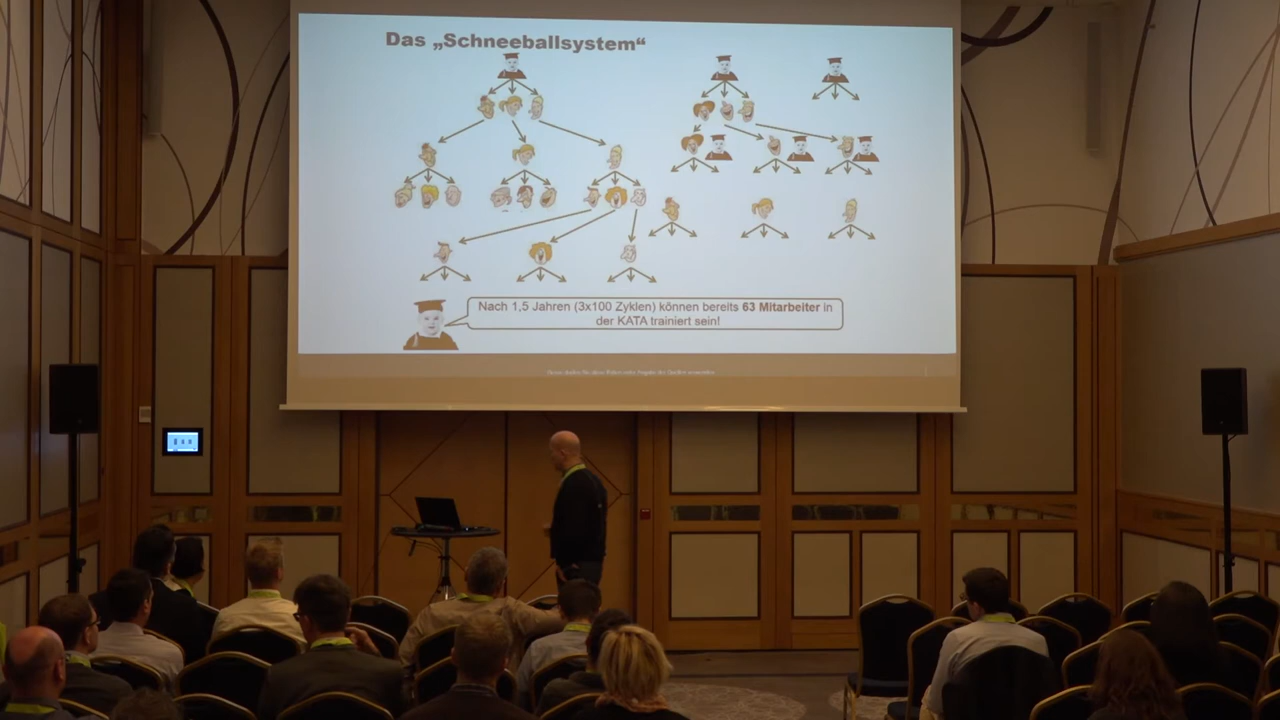 Das „Schneeballsystem“
Nach 1,5 Jahren (3x100 Zyklen) können bereits 63 Mitarbeiter in
der KATA trainiert sein!